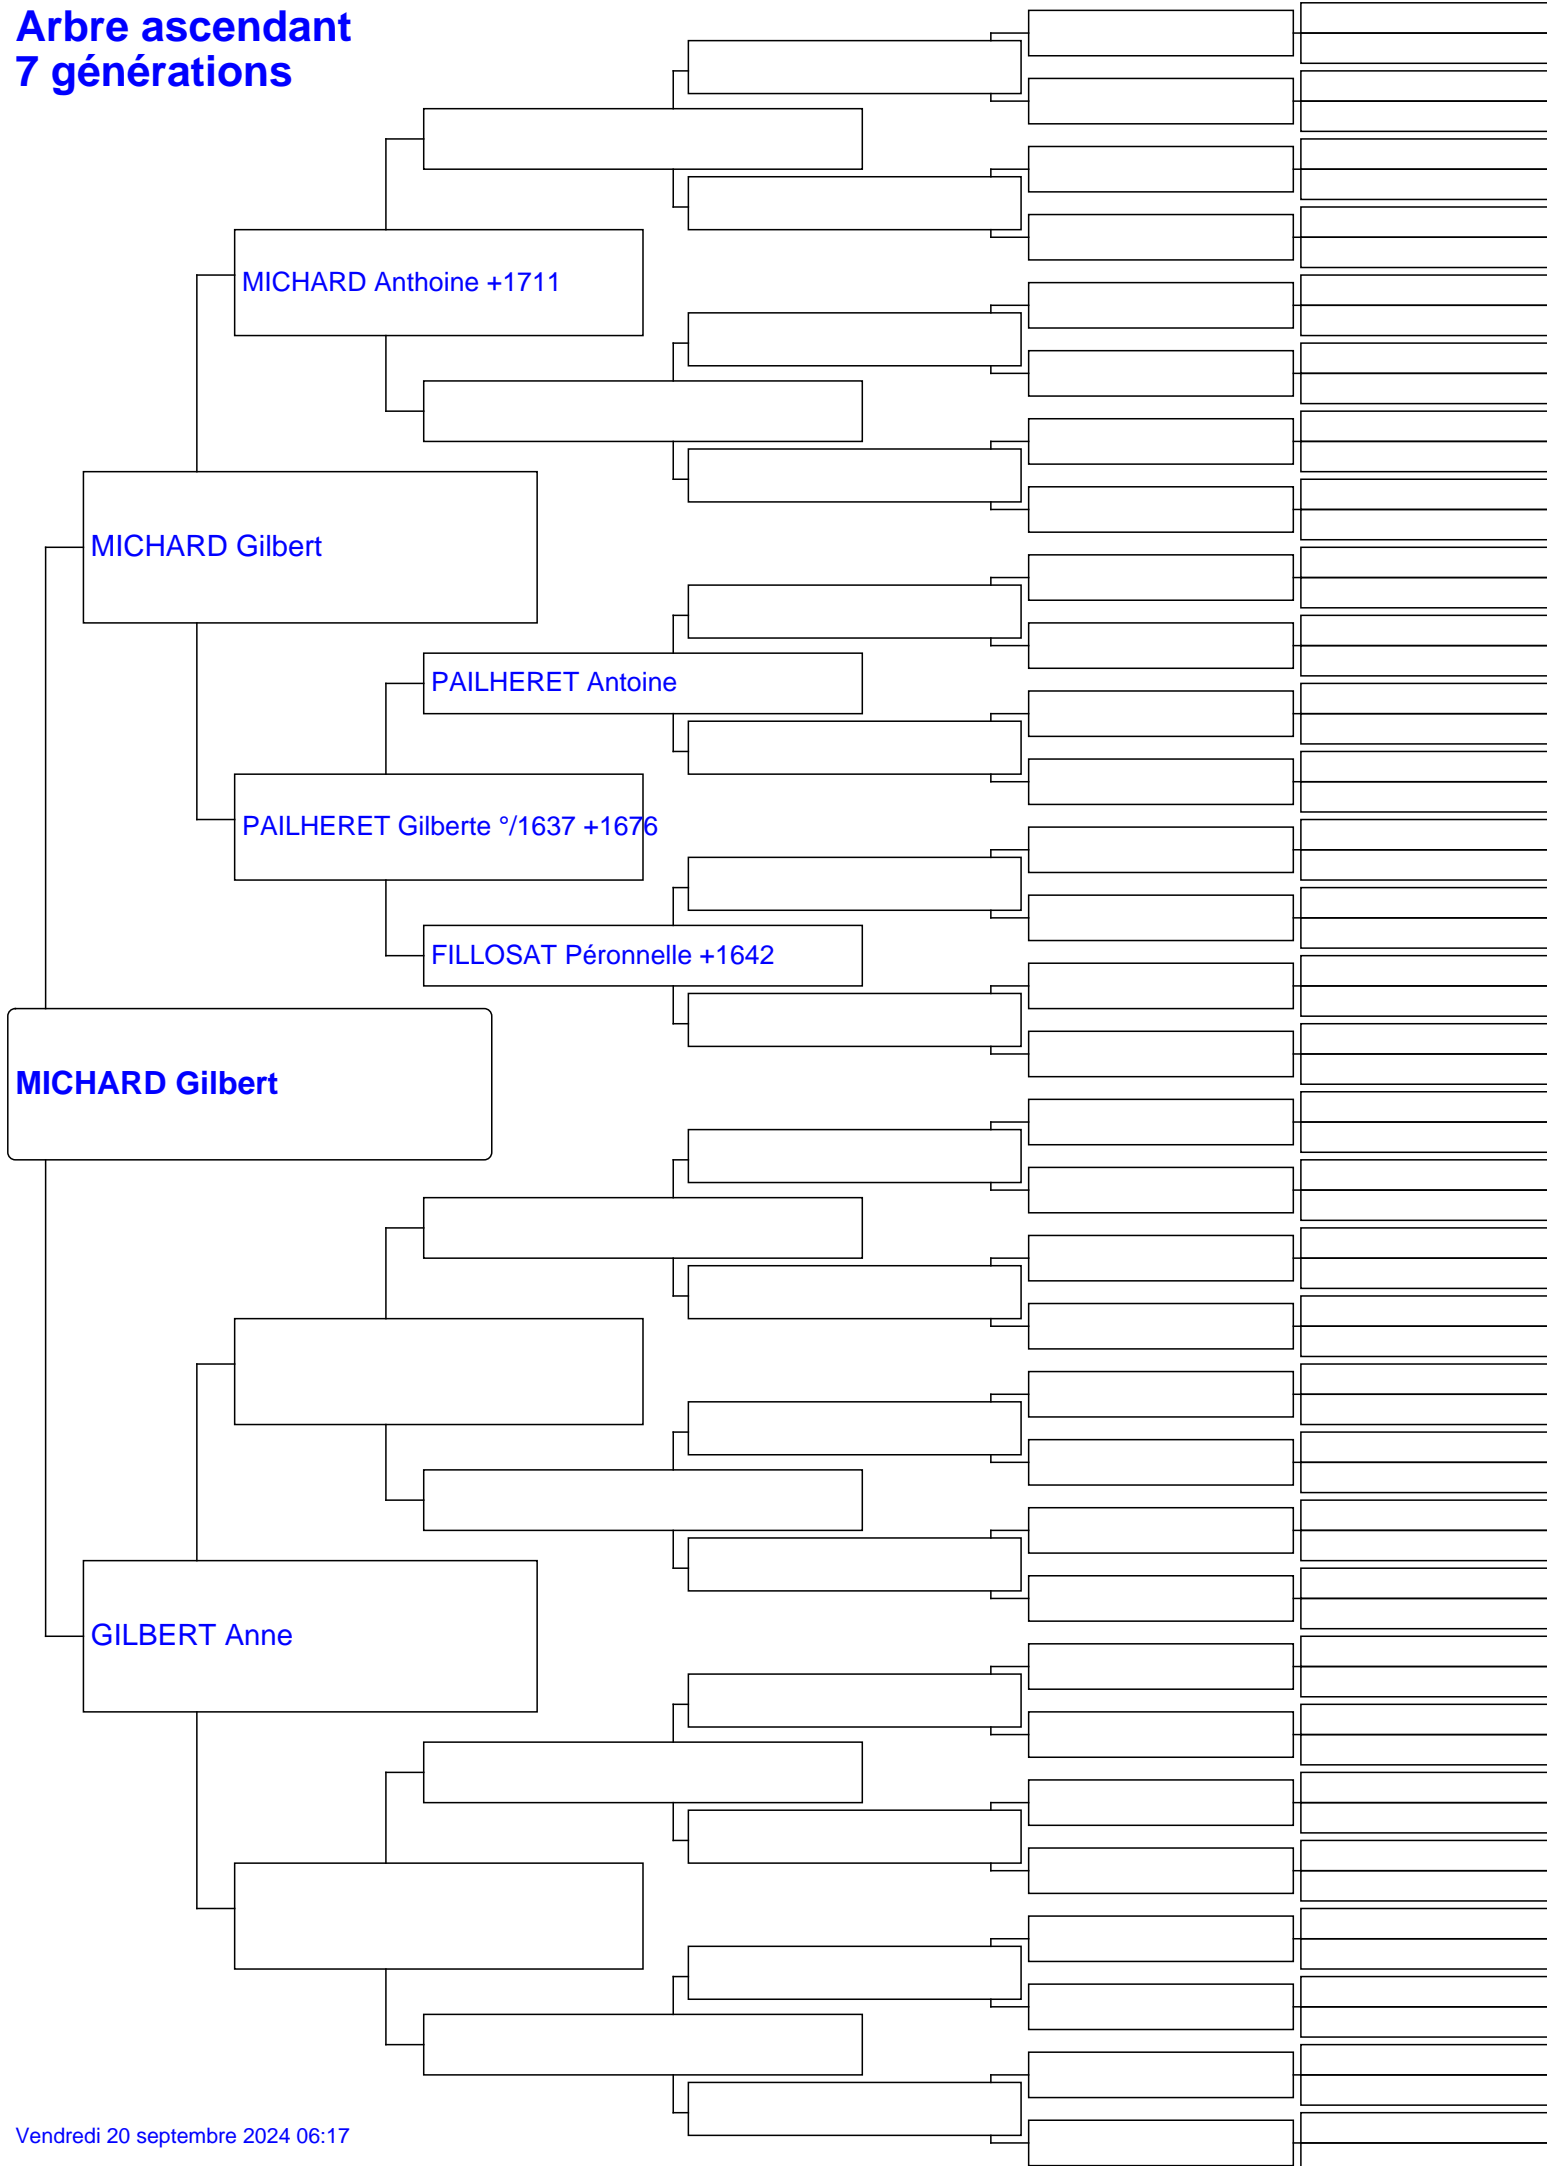 Arbre ascendant
7 générations
MICHARD Anthoine +1711
MICHARD Gilbert
PAILHERET Antoine
PAILHERET Gilberte °/1637 +1676
FILLOSAT Péronnelle +1642
MICHARD Gilbert
GILBERT Anne
Vendredi 20 septembre 2024 06:17